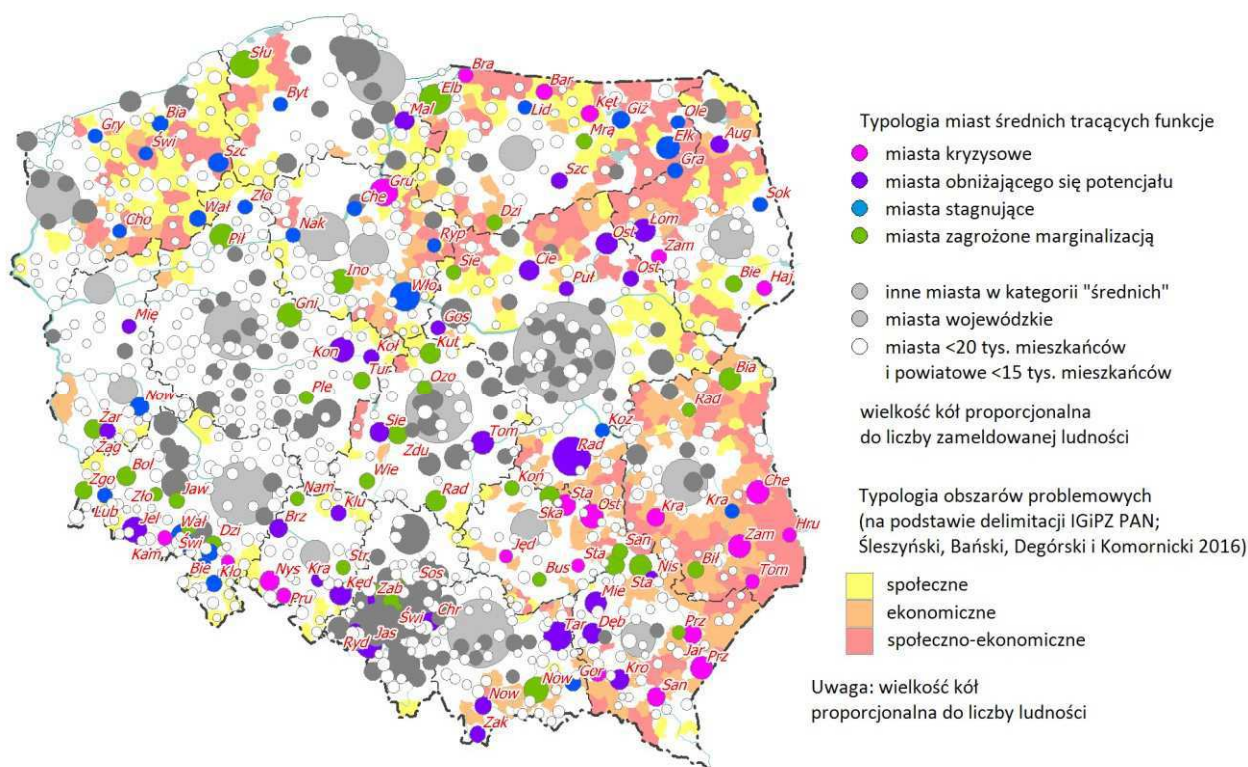 Słu
Bra
Byt
Elb
Bar
Mal
Lid
Kęt
Giż
Ole
Bia
Gry
Świ
Szc
Mrą
Ełk
Aug
Gra
Szc
Gru
Sok
Zło
Che
Cho
Wał
Nak
Dzi
Łom
Pił
Ryp
Ost
Zam
Sie
Cie
Ino
Ost
Bie
Haj
Puł
Wło
Gni
Mię
Gos
Kon
Koł
Kut
Tur
Bia
Ozo
Ple
Rad
Now
Żar
Sie
Koz
Żag
Zdu
Tom
Rad
Bol
Wie
Zgo
Zło
Jaw
Nam
Rad
Koń
Sta
Che
Lub
Klu
Ska
Ost
Kra
Kra
Jel
Wał
Dzi
Brz
Hru
Kam
Świ
Jęd
San
Zam
Str
Sta
Bie
Kło
Nys
Kra
Bus
Nis
Bił
Kęd
Sos
Sta
Tom
Pru
Zab
Mie
Świ
Chr
Ryd
Jas
Tar
Dęb
Prz
Jar
Prz
Gor
Kro
Now
Now
San
Zak
Typologia miast średnich tracących funkcje
miasta kryzysowe
miasta obniżającego się potencjału
miasta stagnujące
miasta zagrożone marginalizacją
inne miasta w kategorii "średnich"
miasta wojewódzkie
miasta <20 tys. mieszkańców
i powiatowe <15 tys. mieszkańców
wielkość kół proporcjonalna
do liczby zameldowanej ludności
Typologia obszarów problemowych
(na podstawie delimitacji IGiPZ PAN;
Śleszyński, Bański, Degórski i Komornicki 2016)
społeczne
ekonomiczne
społeczno-ekonomiczne
Uwaga: wielkość kół
proporcjonalna do liczby ludności